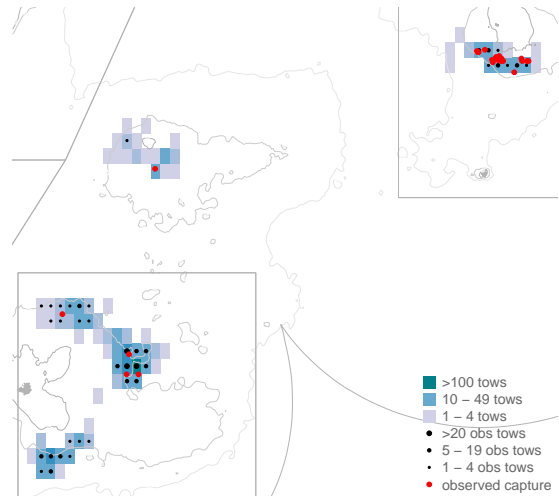 >100 tows
10 – 49 tows
1 – 4 tows
>20 obs tows
5 – 19 obs tows
1 – 4 obs tows
observed capture